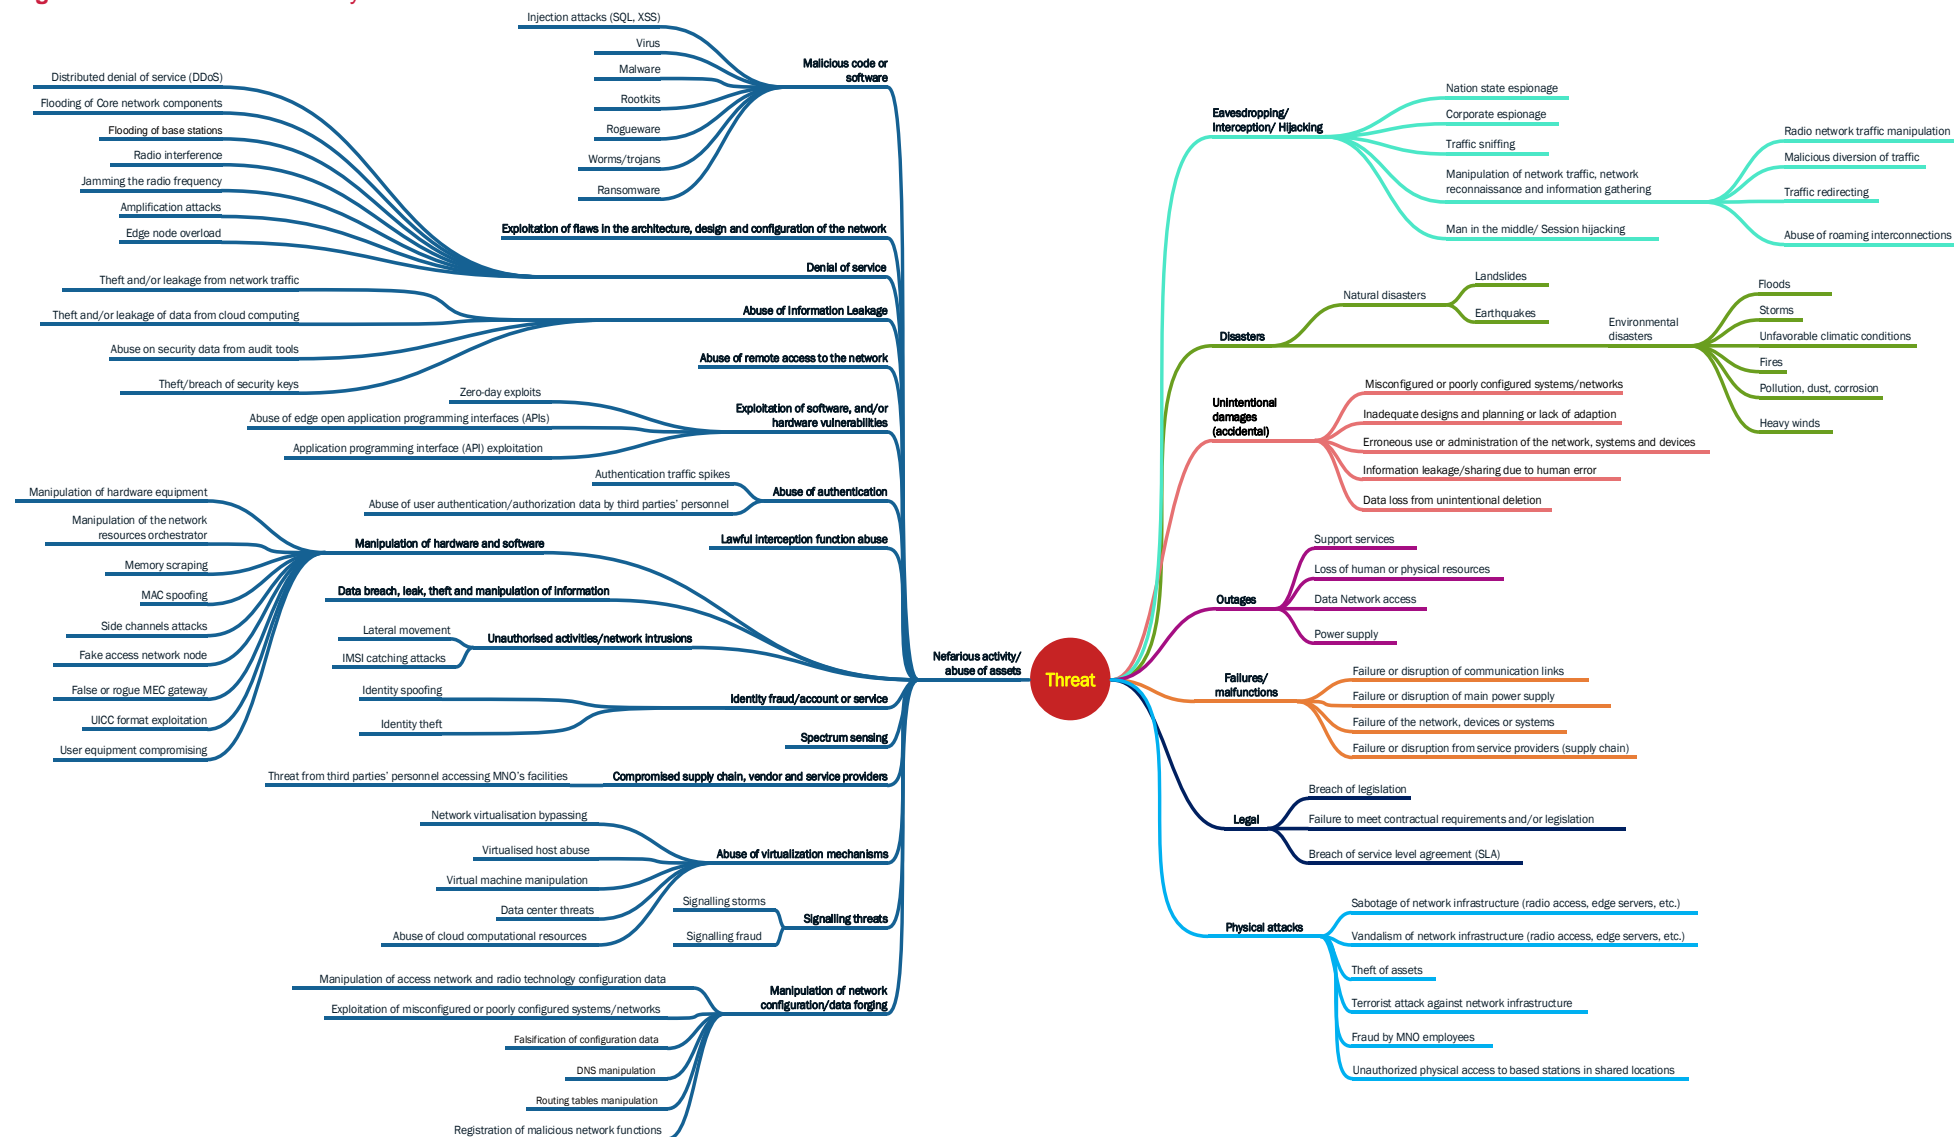 Injection attacks (SQL, XSS)
Virus
Malware
Rootkits
Rogueware
Worms/trojans
Ransomware
Malicious code or
software
Distributed denial of service (DDoS)
Flooding of Core network components
Flooding of base stations
Radio interference
Jamming the radio frequency
Amplification attacks
Edge node overload
Exploitation of flaws in the architecture, design and configuration of the network
Denial of service
Theft and/or leakage from network traffic
Theft and/or leakage of data from cloud computing
Abuse on security data from audit tools
Theft/breach of security keys
Abuse of Information Leakage
Abuse of remote access to the network
Zero-day exploits
Abuse of edge open application programming interfaces (APIs)
Application programming interface (API) exploitation
Exploitation of software, and/or
hardware vulnerabilities
Authentication traffic spikes
Abuse of user authentication/authorization data by third parties' personnel
Abuse of authentication
Lawful interception function abuse
Manipulation of hardware equipment
Manipulation of the network
resources orchestrator
Memory scraping
MAC spoofing
Side channels attacks
Fake access network node
False or rogue MEC gateway
UICC format exploitation
User equipment compromising
Manipulation of hardware and software
Data breach, leak, theft and manipulation of information
Lateral movement
IMSI catching attacks
Unauthorised activities/network intrusions
Identity spoofing
Identity theft
Identity fraud/account or service
Spectrum sensing
Threat from third parties' personnel accessing MNO's facilities
Compromised supply chain, vendor and service providers
Network virtualisation bypassing
Virtualised host abuse
Virtual machine manipulation
Data center threats
Abuse of cloud computational resources
Abuse of virtualization mechanisms
Signalling storms
Signalling fraud
Signalling threats
Manipulation of access network and radio technology configuration data
Exploitation of misconfigured or poorly configured systems/networks
Falsification of configuration data
DNS manipulation
Routing tables manipulation
Registration of malicious network functions
Manipulation of network
configuration/data forging
Nefarious activity/
abuse of assets
Threat
Eavesdropping/
Interception/ Hijacking
Nation state espionage
Corporate espionage
Traffic sniffing
Manipulation of network traffic, network
reconnaissance and information gathering
Man in the middle/ Session hijacking
Radio network traffic manipulation
Malicious diversion of traffic
Traffic redirecting
Abuse of roaming interconnections
Disasters
Natural disasters
Landslides
Earthquakes
Environmental
disasters
Floods
Storms
Unfavorable climatic conditions
Fires
Pollution, dust, corrosion
Heavy winds
Unintentional
damages
(accidental)
Misconfigured or poorly configured systems/networks
Inadequate designs and planning or lack of adaption
Erroneous use or administration of the network, systems and devices
Information leakage/sharing due to human error
Data loss from unintentional deletion
Outages
Support services
Loss of human or physical resources
Data Network access
Power supply
Failures/
malfunctions
Failure or disruption of communication links
Failure or disruption of main power supply
Failure of the network, devices or systems
Failure or disruption from service providers (supply chain)
Legal
Breach of legislation
Failure to meet contractual requirements and/or legislation
Breach of service level agreement (SLA)
Physical attacks
Sabotage of network infrastructure (radio access, edge servers, etc.)
Vandalism of network infrastructure (radio access, edge servers, etc.)
Theft of assets
Terrorist attack against network infrastructure
Fraud by MNO employees
Unauthorized physical access to based stations in shared locations